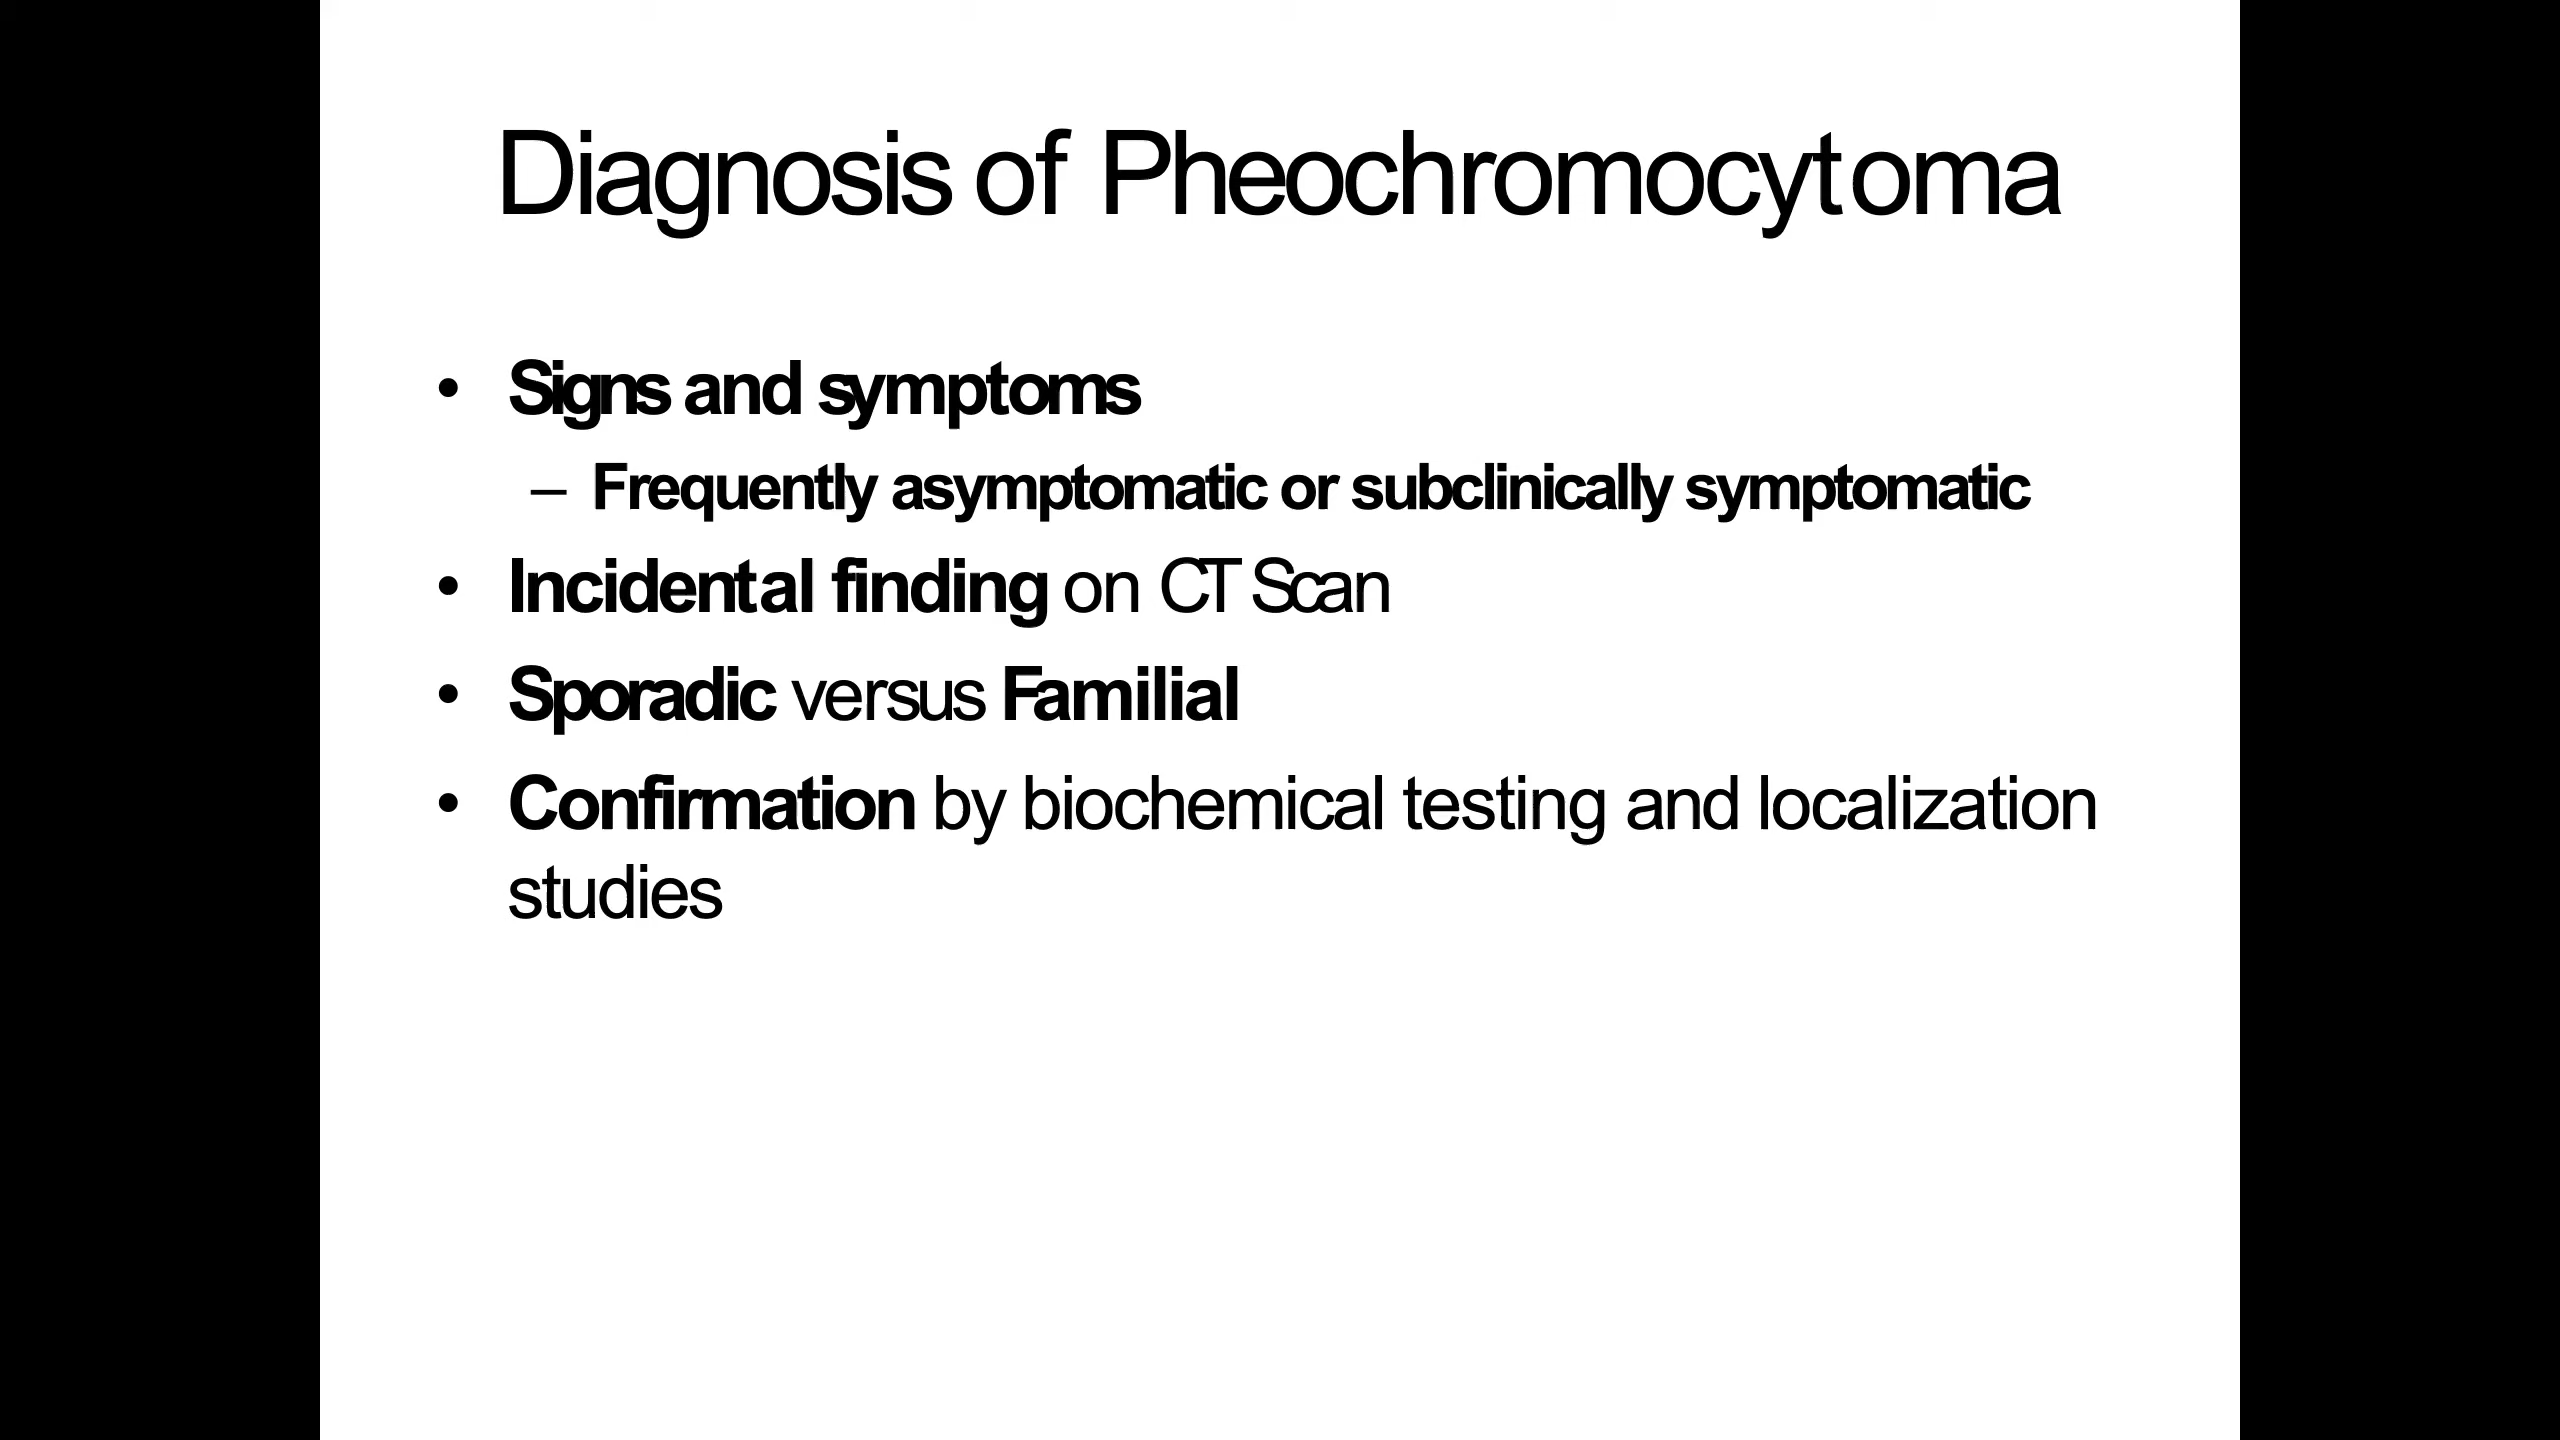 Diagnosis of Pheochromocytoma
• Signs and symptoms
– Frequently asymptomatic or subclinically symptomatic
• Incidental finding on CT Scan
• Sporadic versus Familial
• Confirmation by biochemical testing and localization
studies